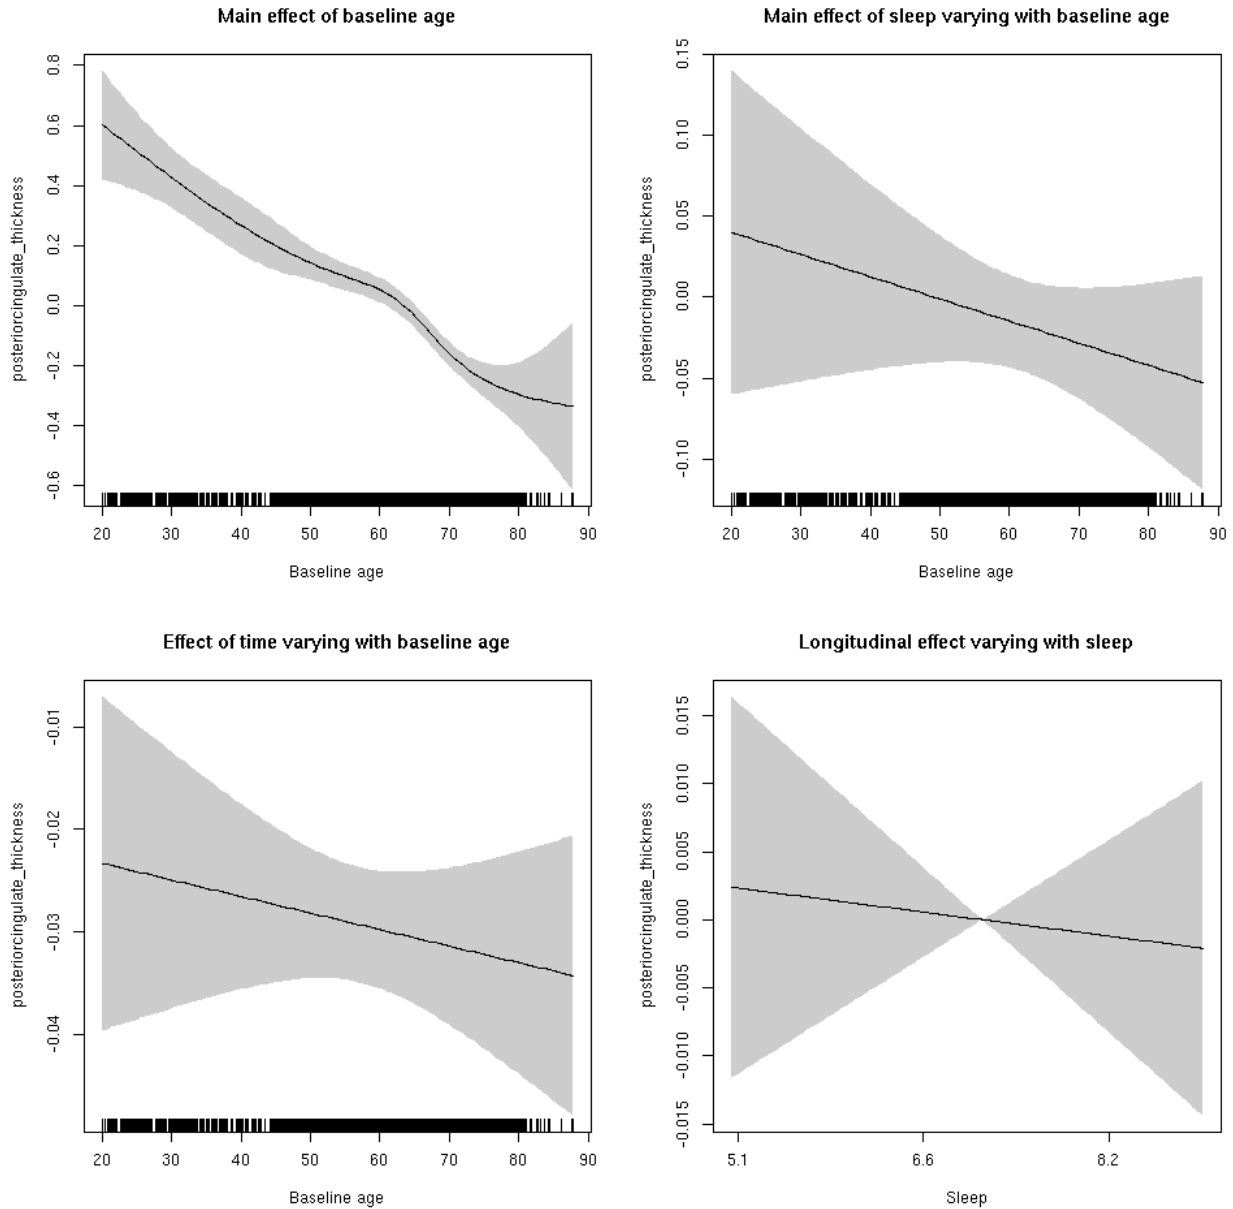 Main effect of baseline age
posteriorcingulate_thickness
0.8
0.6
0.4
0.2
0.0
-0.2
-0.4
-0.6
20 30 40 50 60 70 80 90
Baseline age
Main effect of sleep varying with baseline age
posteriorcingulate_thickness
0.15
0.10
0.05
0.00
-0.05
-0.10
20 30 40 50 60 70 80 90
Baseline age
Effect of time varying with baseline age
posteriorcingulate_thickness
-0.01
-0.02
-0.03
-0.04
20 30 40 50 60 70 80 90
Baseline age
Longitudinal effect varying with sleep
posteriorcingulate_thickness
0.015
0.010
0.005
0.000
-0.005
-0.010
-0.015
5.1 6.6 8.2
Sleep